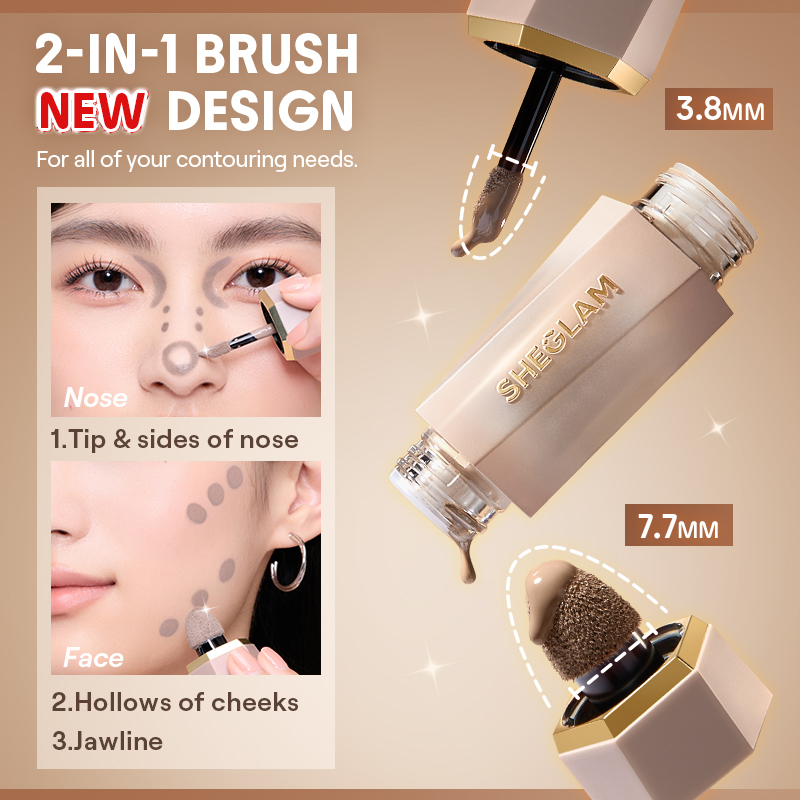 2-IN-1 BRUSH
NEW DESIGN
For all of your contouring needs.
3.8MM
SHEGLAM
Nose
1.Tip & sides of nose
7.7MM
Face
2.Hollows of cheeks
3.Jawline